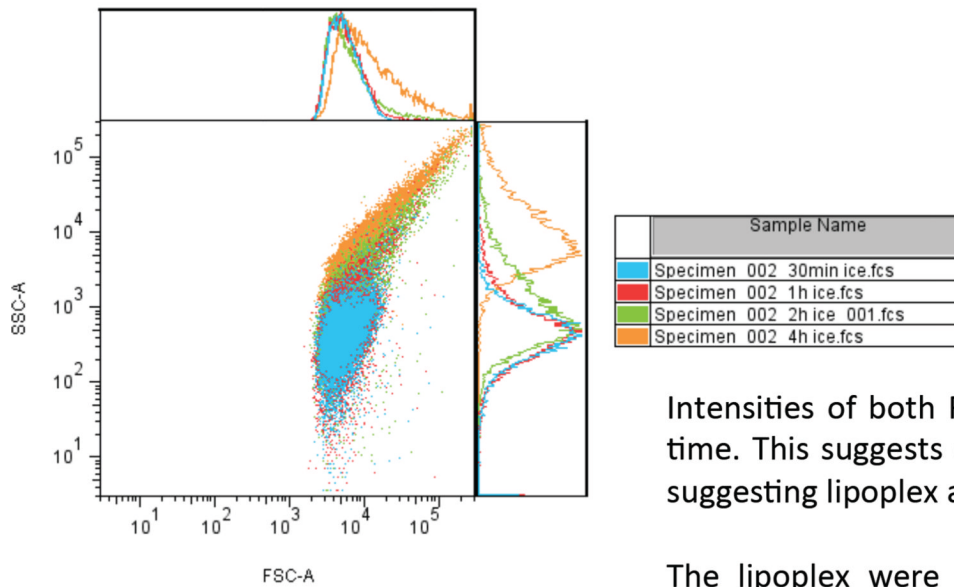 10^5
10^4
10^3
10^2
10^1
SSC-A
10^1 10^2 10^3 10^4 10^5
FSC-A
Sample Name
Specimen_002_30min ice.fcs
Specimen_002_1h ice.fcs
Specimen_002_2h ice_001.fcs
Specimen_002_4h ice.fcs
Intensities of both
time. This suggests
suggesting lipoplex
The lipoplex were